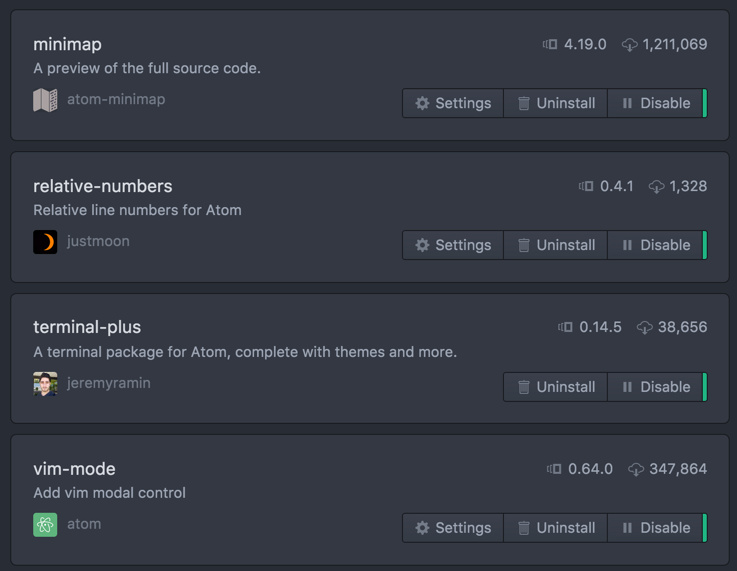 minimap 4.19.0 1,211,069
A preview of the full source code.
atom-minimap
Settings Uninstall Disable
relative-numbers 0.4.1 1,328
Relative line numbers for Atom
justmoon
Settings Uninstall Disable
terminal-plus 0.14.5 38,656
A terminal package for Atom, complete with themes and more.
jeremyramin
Uninstall Disable
vim-mode 0.64.0 347,864
Add vim modal control
atom
Settings Uninstall Disable